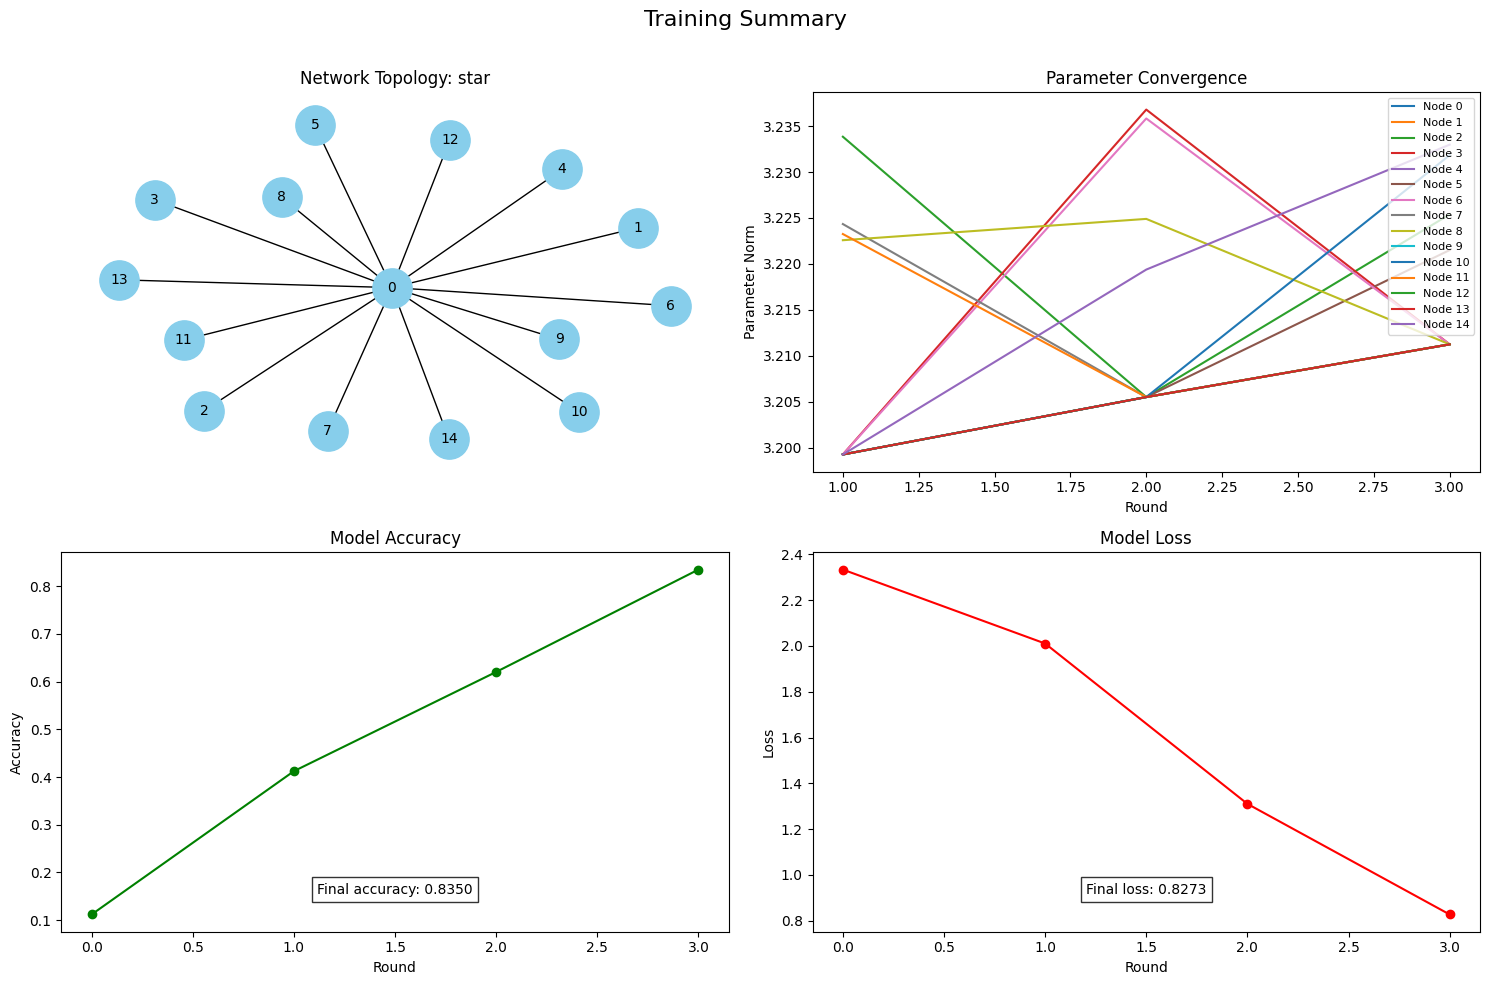 Training Summary
Network Topology: star
5
12
4
8
3
1
13
0
6
11
9
2
10
7
14
Parameter Convergence
Parameter Norm
3.235
3.230
3.225
3.220
3.215
3.210
3.205
3.200
Node 0
Node 1
Node 2
Node 3
Node 4
Node 5
Node 6
Node 7
Node 8
Node 9
Node 10
Node 11
Node 12
Node 13
Node 14
1.00 1.25 1.50 1.75 2.00 2.25 2.50 2.75 3.00
Round
Model Accuracy
Accuracy
0.8
0.7
0.6
0.5
0.4
0.3
0.2
0.1
Final accuracy: 0.8350
0.0 0.5 1.0 1.5 2.0 2.5 3.0
Round
Model Loss
Loss
2.4
2.2
2.0
1.8
1.6
1.4
1.2
1.0
0.8
Final loss: 0.8273
0.0 0.5 1.0 1.5 2.0 2.5 3.0
Round